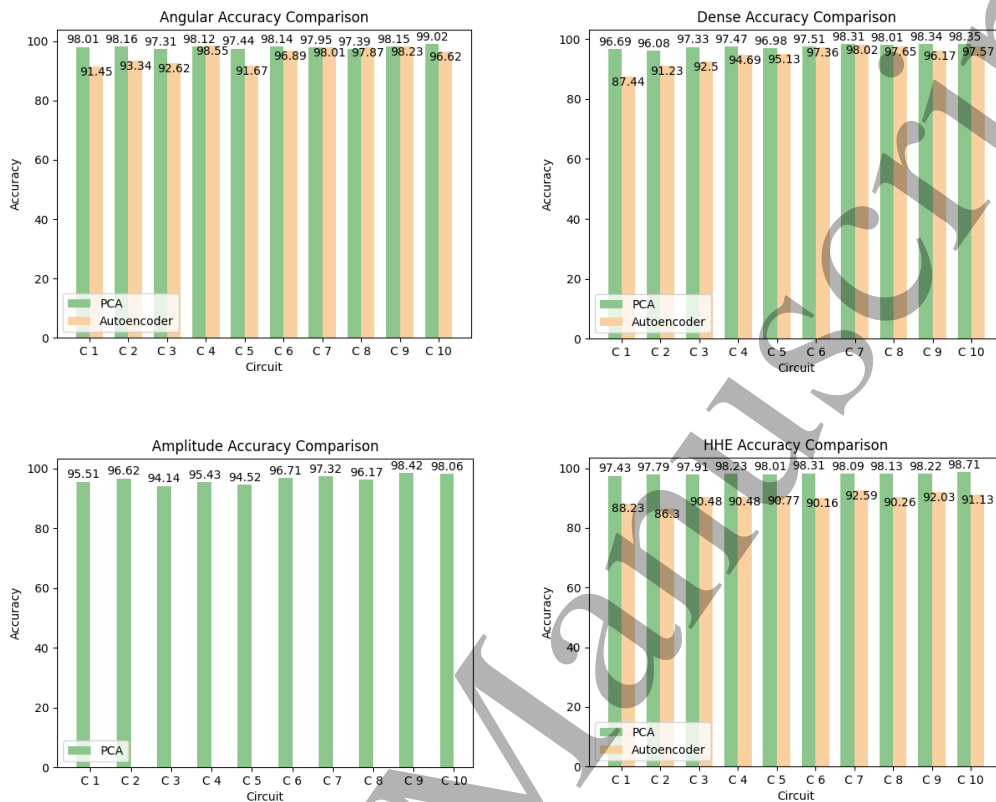 Angular Accuracy Comparison
98.01 98.16 97.31 98.12 97.44 98.14 97.95 97.39 98.15 99.02
91.45 93.34 92.62 98.55 91.67 96.89 98.01 97.87 98.23 96.62
100
80
60
40
20
0
Accuracy
PCA
Autoencoder
C 1 C 2 C 3 C 4 C 5 C 6 C 7 C 8 C 9 C 10
Circuit
Dense Accuracy Comparison
96.69 96.08 97.33 97.47 96.98 97.51 98.31 98.01 98.34 98.35
87.44 91.23 92.5 94.69 95.13 97.36 98.02 97.65 96.17 97.57
100
80
60
40
20
0
Accuracy
PCA
Autoencoder
C 1 C 2 C 3 C 4 C 5 C 6 C 7 C 8 C 9 C 10
Circuit
Amplitude Accuracy Comparison
95.51 96.62 94.14 95.43 94.52 96.71 97.32 96.17 98.42 98.06
100
80
60
40
20
0
Accuracy
PCA
C 1 C 2 C 3 C 4 C 5 C 6 C 7 C 8 C 9 C 10
Circuit
HHE Accuracy Comparison
97.43 97.79 97.91 98.23 98.01 98.31 98.09 98.13 98.22 98.71
88.23 86.3 90.48 90.48 90.77 90.16 92.59 90.26 92.03 91.13
100
80
60
40
20
0
Accuracy
PCA
Autoencoder
C 1 C 2 C 3 C 4 C 5 C 6 C 7 C 8 C 9 C 10
Circuit
Manuscri